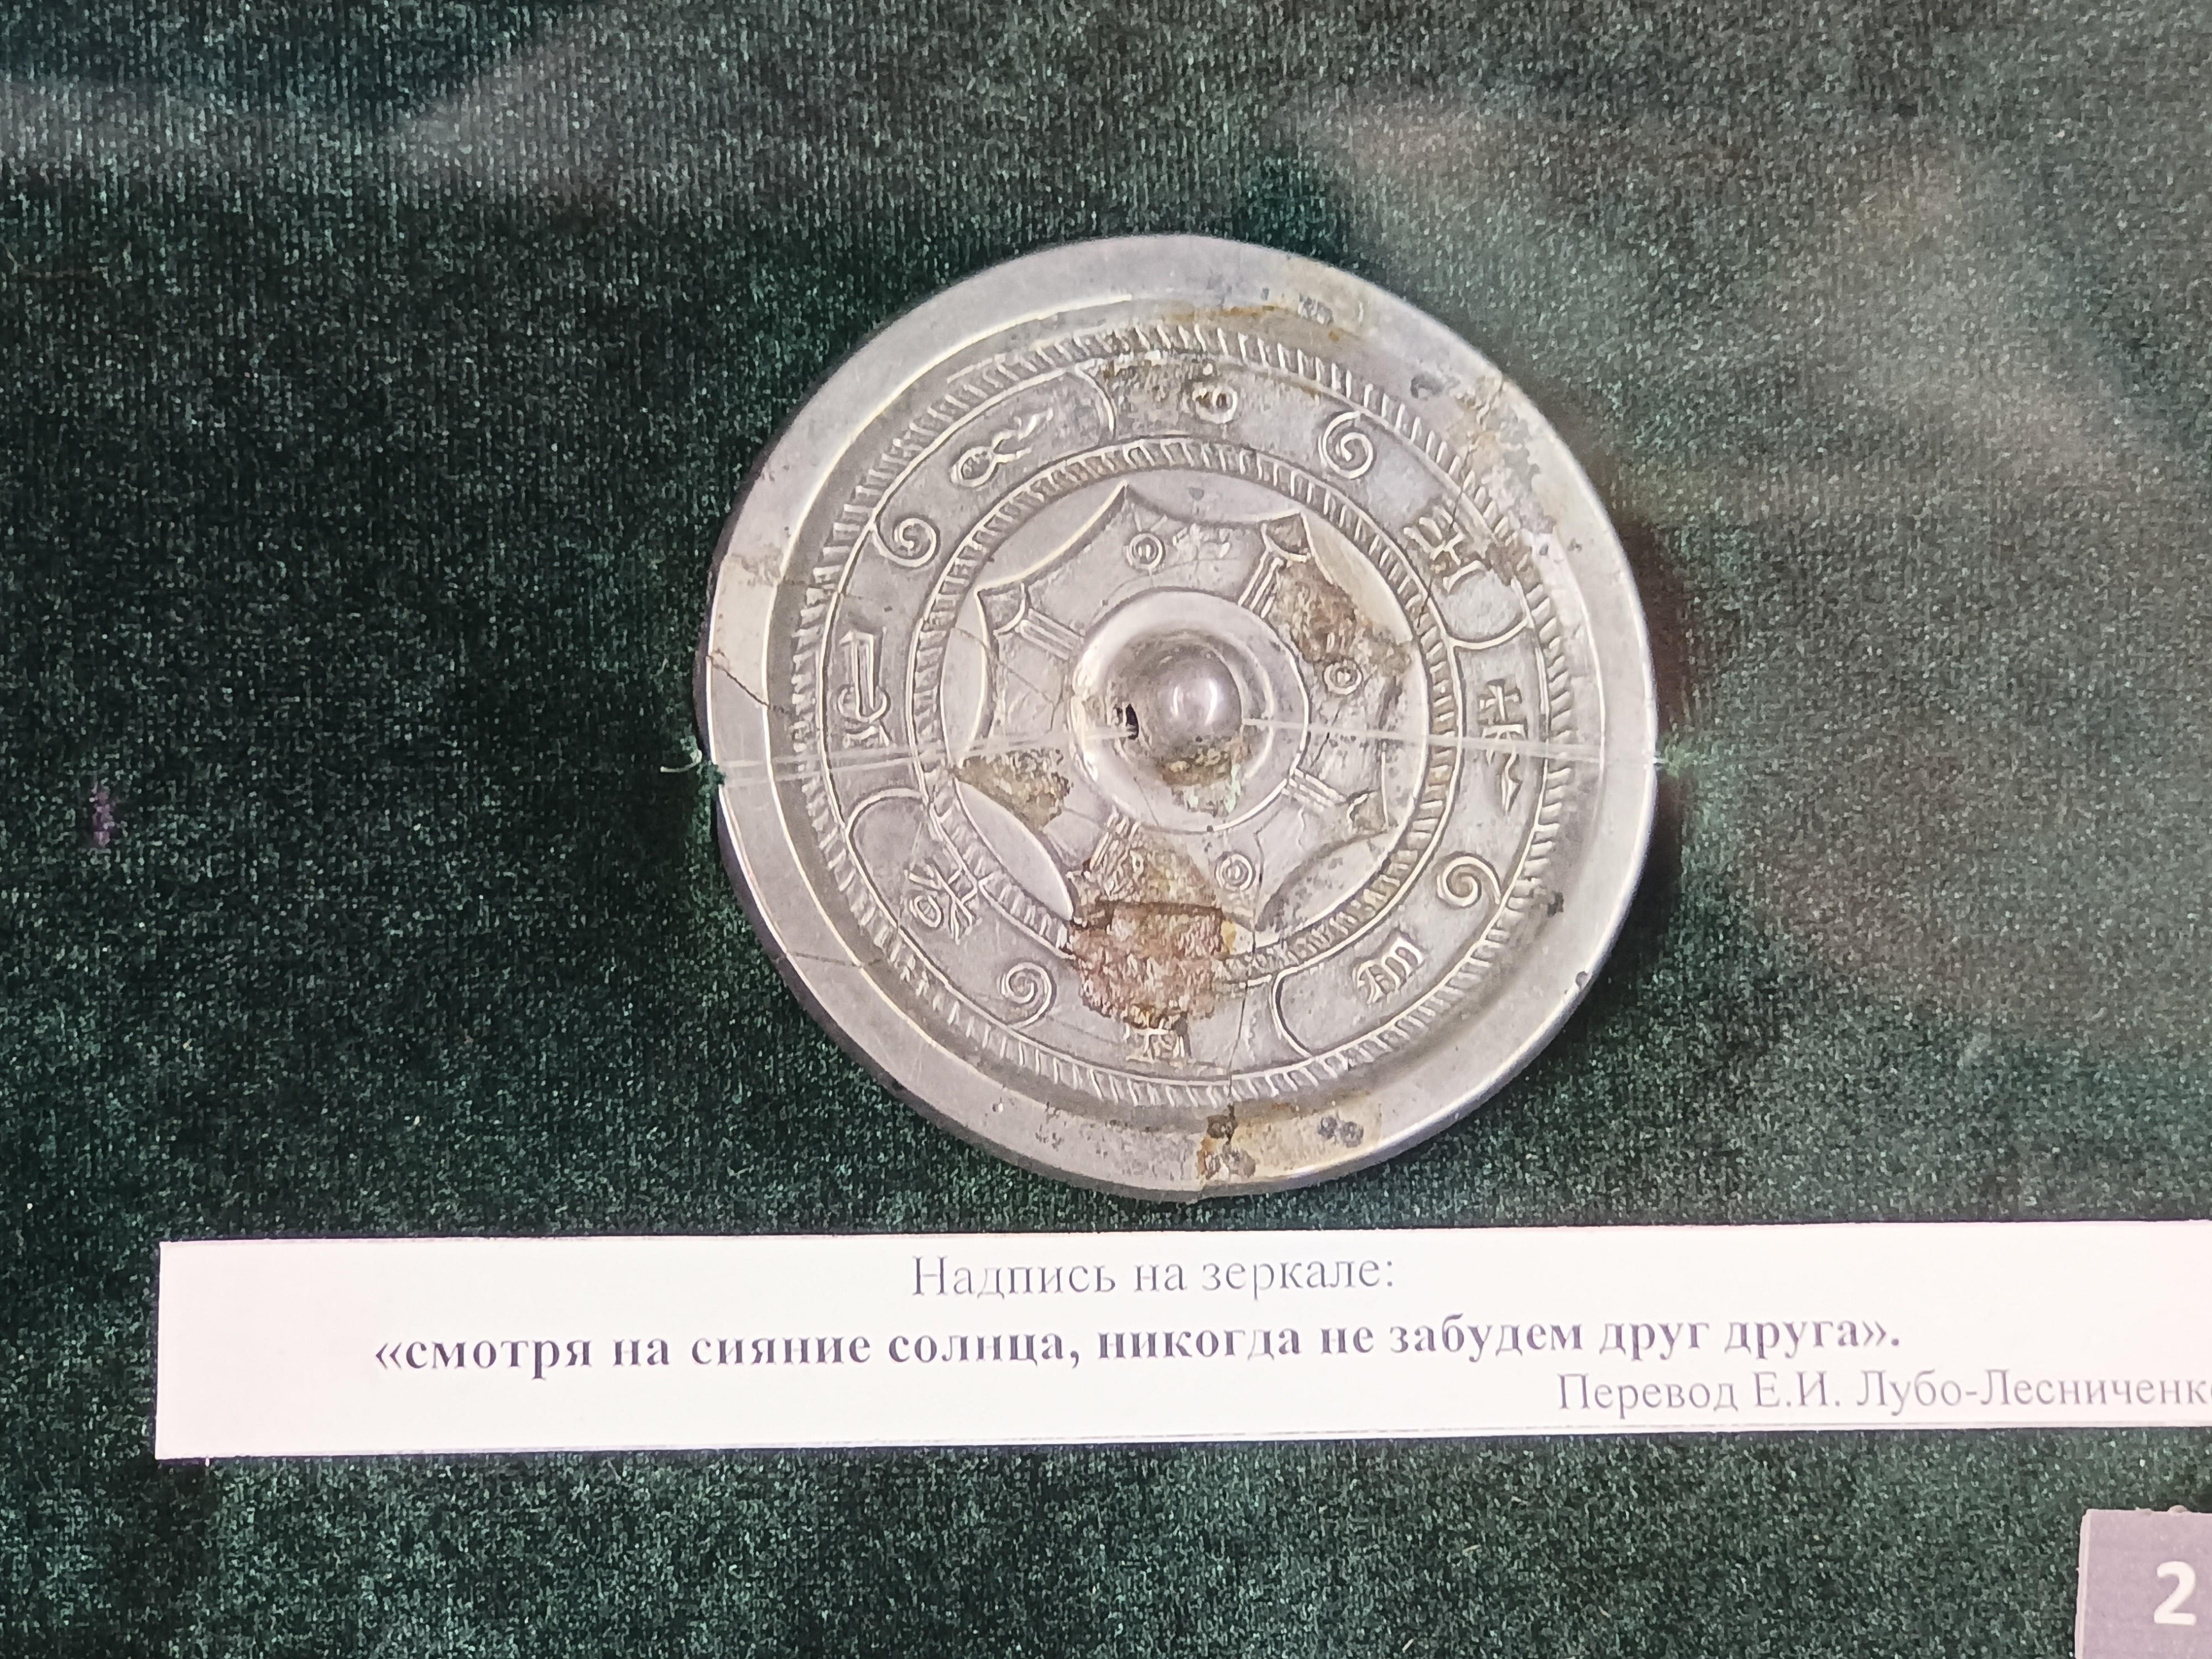 Надпись на зеркале:
«смотря на сияние солнца, никогда не забудем друг друга».
Перевод Е.И. Лубо-Лесниченк
2